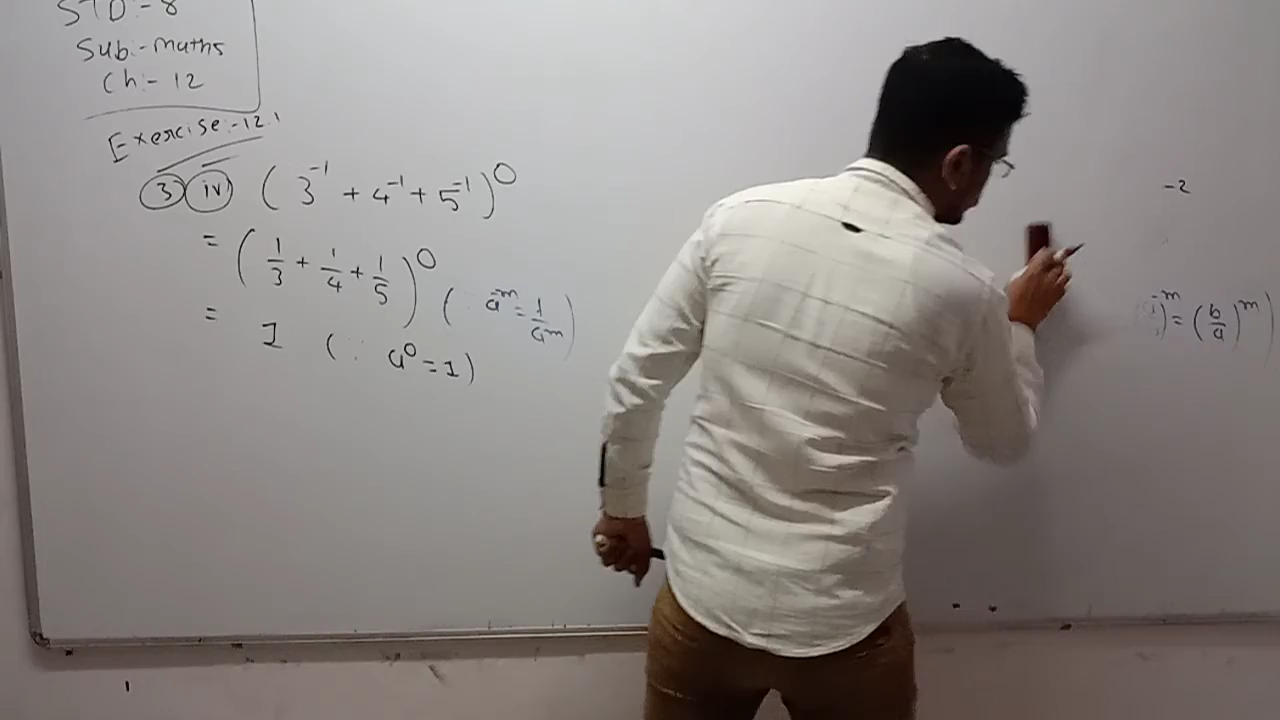 STD:- 8
Sub:- maths
Ch:- 12
Exercise:-12.1
3 iv) (3⁻¹ + 4⁻¹ + 5⁻¹)⁰
= (1/3 + 1/4 + 1/5)⁰ (∵ a⁻ᵐ = 1/aᵐ)
= 1 (∵ a⁰ = 1)
-2
)⁻ᵐ = (b/a)ᵐ)